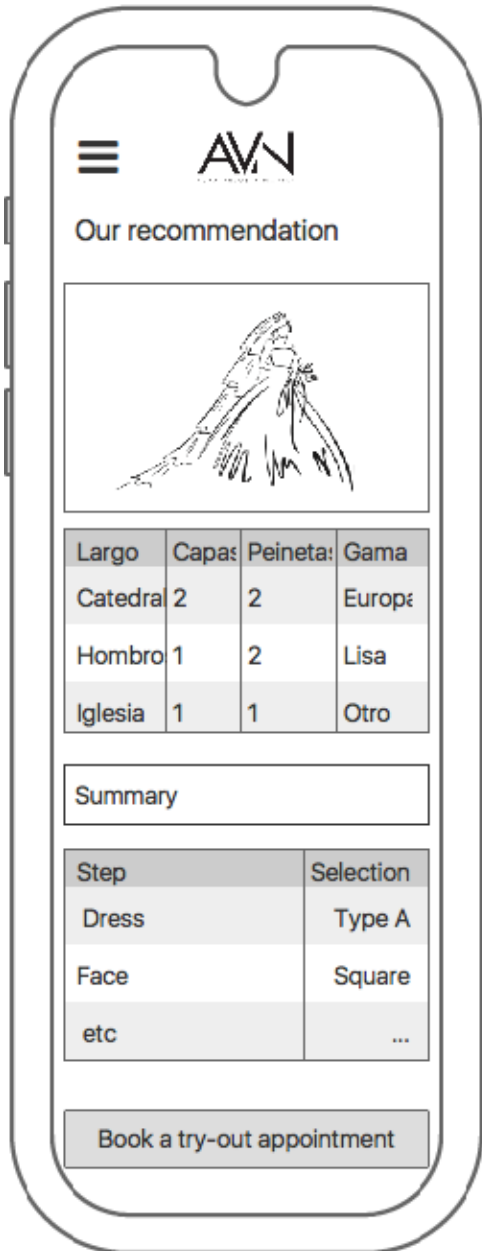 AVN
Our recommendation
Largo Capas Peinetas Gama
Catedral 2 2 Europa
Hombro 1 2 Lisa
Iglesia 1 1 Otro
Summary
Step Selection
Dress Type A
Face Square
etc ...
Book a try-out appointment